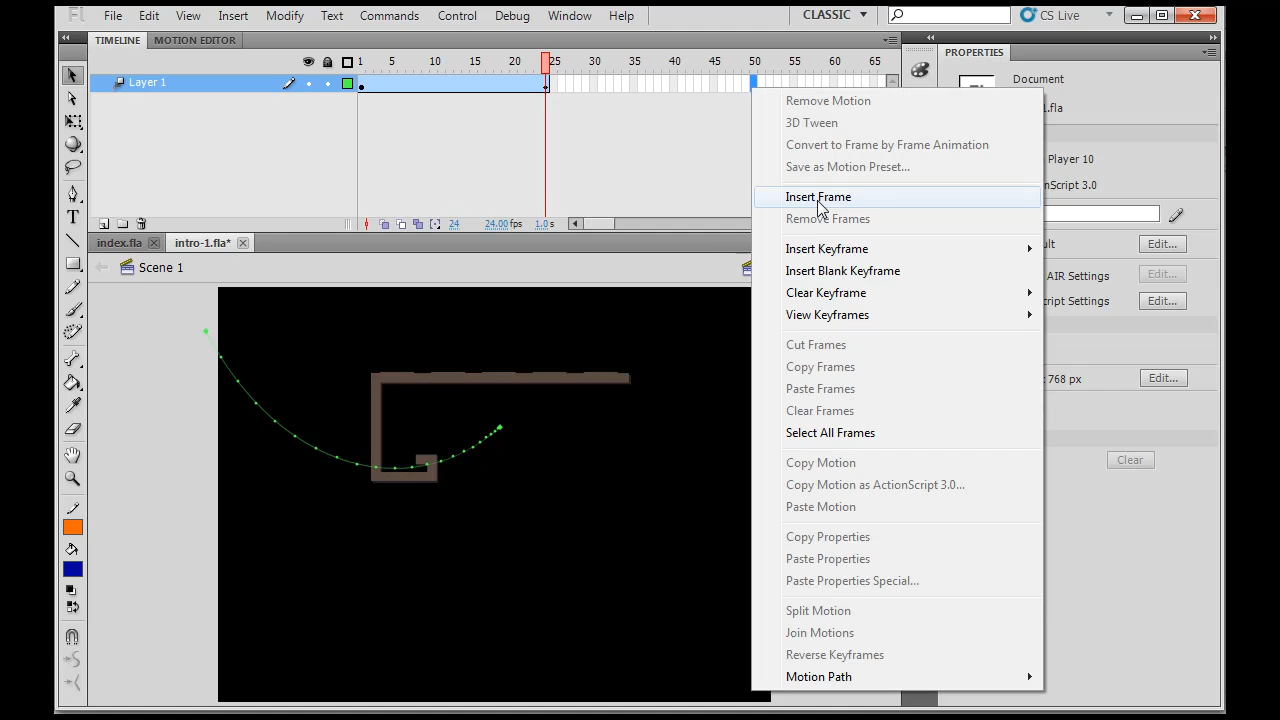 Fl File Edit View Insert Modify Text Commands Control Debug Window Help CLASSIC CS Live
TIMELINE MOTION EDITOR PROPERTIES
1 5 10 15 20 25 30 35 40 45 50 55 60 65
Layer 1
Document
1.fla
Remove Motion
3D Tween
Convert to Frame by Frame Animation
Save as Motion Preset...
Insert Frame
Remove Frames
Insert Keyframe
Insert Blank Keyframe
Clear Keyframe
View Keyframes
Cut Frames
Copy Frames
Paste Frames
Clear Frames
Select All Frames
Copy Motion
Copy Motion as ActionScript 3.0...
Paste Motion
Copy Properties
Paste Properties
Paste Properties Special...
Split Motion
Join Motions
Reverse Keyframes
Motion Path
Player 10
Script 3.0
ult Edit...
AIR Settings Edit...
cript Settings Edit...
768 px Edit...
Clear
24 24.00 fps 1.0 s
index.fla intro-1.fla*
Scene 1
T